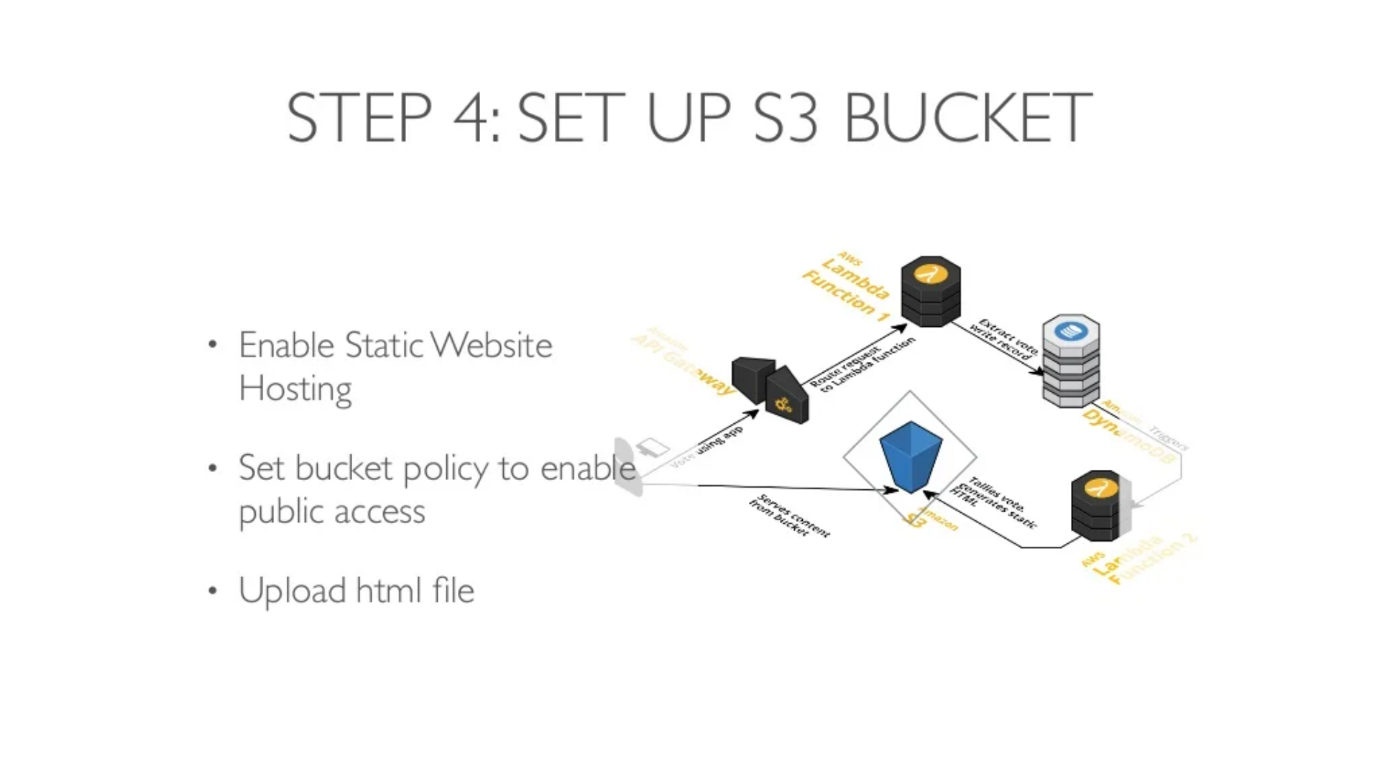 STEP 4: SET UP S3 BUCKET
• Enable Static Website
Hosting
• Set bucket policy to enable
public access
• Upload html file
AWS
Lambda
Function 1
Amazon
API Gateway
Route request
to Lambda function
Extract vote,
write record
Vote using app
Amazon
DynamoDB
Triggers
Tallies vote,
generates static
HTML
Serves content
from bucket
Amazon
S3
AWS
Lambda
Function 2